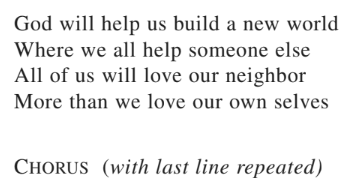 God will help us build a new world
Where we all help someone else
All of us will love our neighbor
More than we love our own selves
CHORUS (with last line repeated)